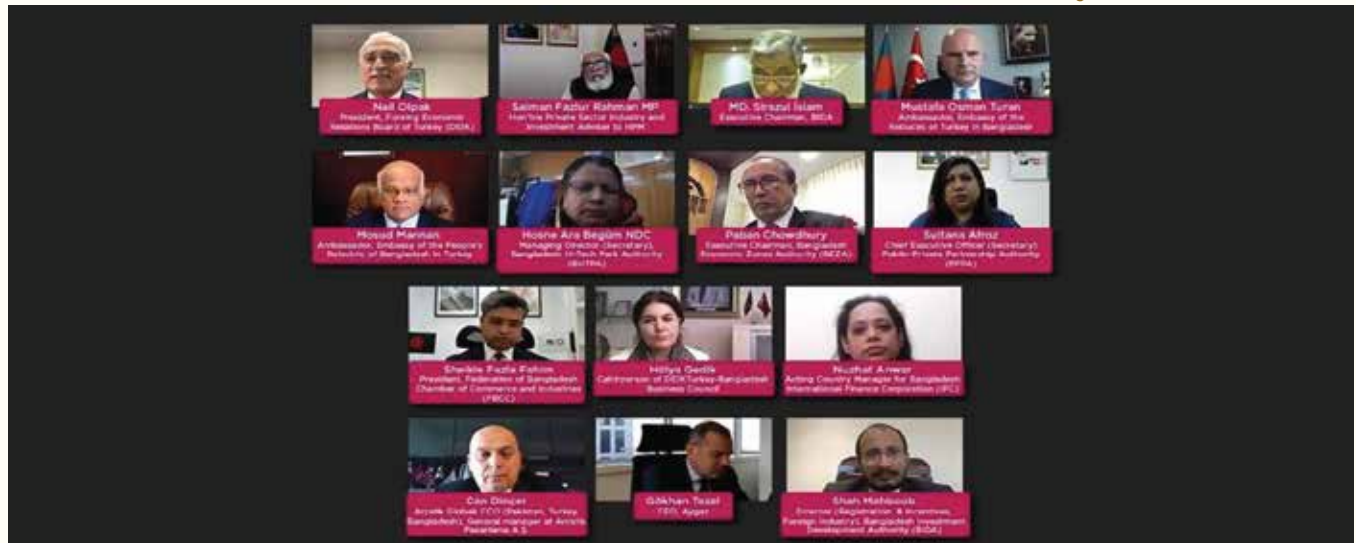 Nail Olpak
President, Foreing Economic
Relations Board of Turkey (DEIK)
Salman Fazlur Rahman MP
Hon'ble Private Sector Industry and
Investment Adviser to HPM
MD. Sirazul Islam
Executive Chairman, BIDA
Mustafa Osman Turan
Ambassador, Embassy of the
Republic of Turkey in Bangladesh
Mosud Mannan
Ambassador, Embassy of the People's
Republic of Bangladesh in Turkey
Hosne Ara Begum NDC
Managing Director (Secretary),
Bangladesh Hi-Tech Park Authority
(BHTPA)
Paban Chowdhury
Executive Chairman, Bangladesh
Economic Zones Authority (BEZA)
Sultana Afroz
Chief Executive Officer (Secretary)
Public-Private Partnership Authority
(PPPA)
Sheikh Fazle Fahim
President, Federation of Bangladesh
Chamber of Commerce and Industries
(FBCC)
Hülya Gedik
Chairperson of DEIK Turkey-Bangladesh
Business Council
Nuzhat Anwar
Acting Country Manager for Bangladesh
International Finance Corporation (IFC)
Can Dinçer
Arçelik Global CCO (Pakistan, Turkey,
Bangladesh), General manager at Arçelik
Pazarlama A.S.
Gökhan Tezel
CEO, Aygaz
Shah Mahboob
Director (Registration & Incentives,
Foreign Industry), Bangladesh Investment
Development Authority (BIDA)